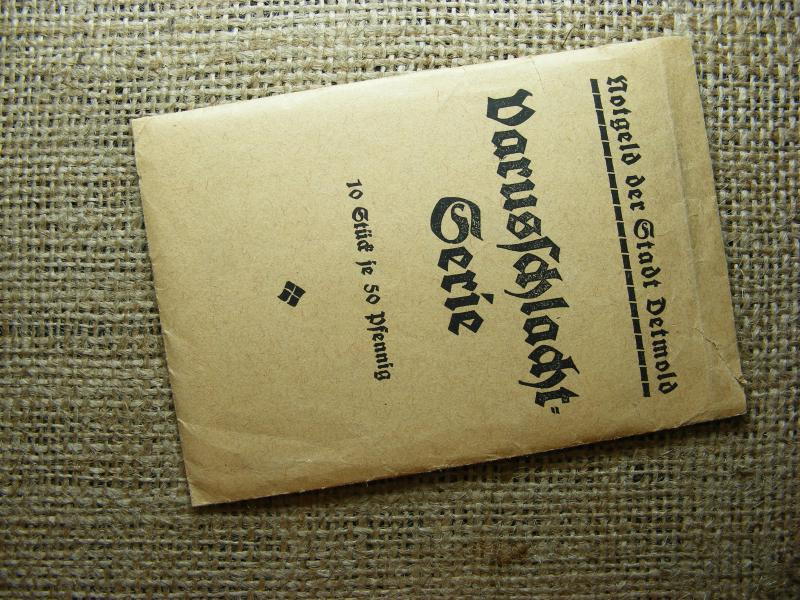 Notgeld der Stadt Detmold
Varusschlacht-
Serie
10 Stück je 50 Pfennig